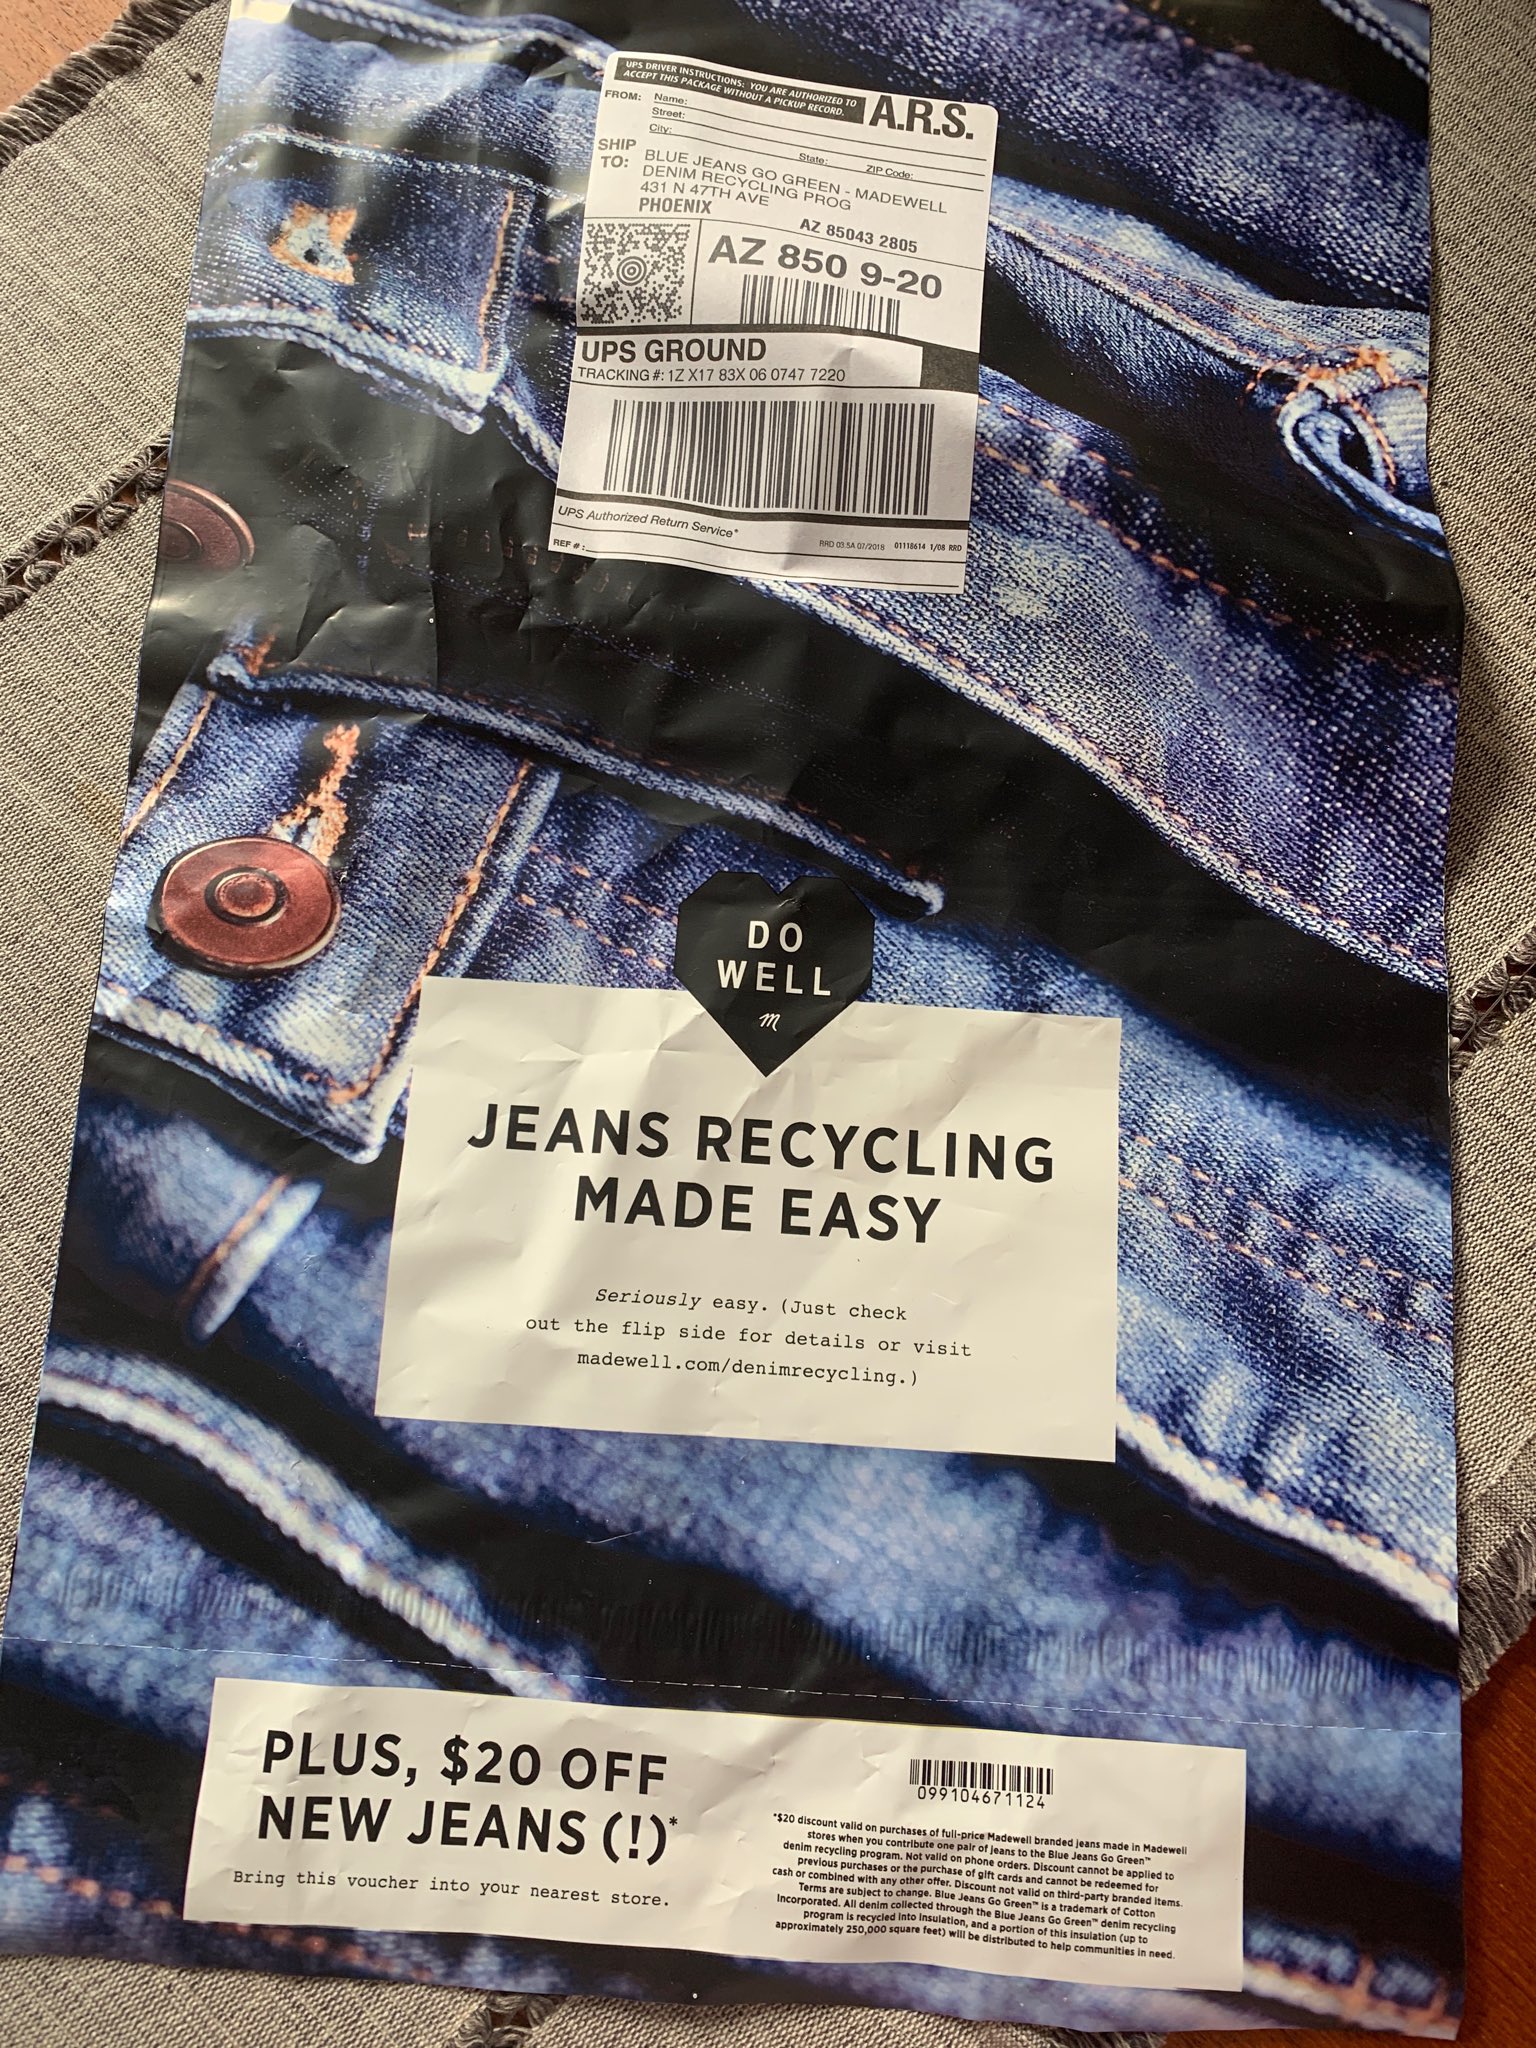 UPS DRIVER INSTRUCTIONS: YOU ARE AUTHORIZED TO
ACCEPT THIS PACKAGE WITHOUT A PICKUP RECORD.
A.R.S.
FROM: Name:
Street:
City:
State: ZIP Code:
SHIP
TO:
BLUE JEANS GO GREEN - MADEWELL
DENIM RECYCLING PROG
431 N 47TH AVE
PHOENIX
AZ 85043 2805
AZ 850 9-20
UPS GROUND
TRACKING #: 1Z X17 83X 06 0747 7220
UPS Authorized Return Service*
REF #:
RRD 03.5A 07/2018 01118614 1/08 RRD
DO
WELL
m
JEANS RECYCLING
MADE EASY
Seriously easy. (Just check
out the flip side for details or visit
madewell.com/denimrecycling.)
PLUS, $20 OFF
NEW JEANS (!)*
Bring this voucher into your nearest store.
099104671124
*$20 discount valid on purchases of full-price Madewell branded jeans made in Madewell
stores when you contribute one pair of jeans to the Blue Jeans Go Green™
denim recycling program. Not valid on phone orders. Discount cannot be applied to
previous purchases or the purchase of gift cards and cannot be redeemed for
cash or combined with any other offer. Discount not valid on third-party branded items.
Terms are subject to change. Blue Jeans Go Green™ is a trademark of Cotton
Incorporated. All denim collected through the Blue Jeans Go Green™ denim recycling
program is recycled into insulation, and a portion of this insulation (up to
approximately 250,000 square feet) will be distributed to help communities in need.